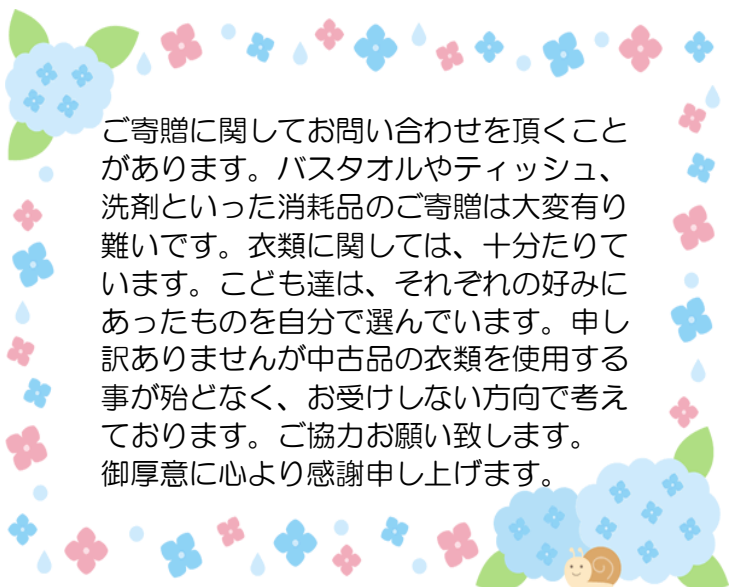 ご寄贈に関してお問い合わせを頂くこと
があります。バスタオルやティッシュ、
洗剤といった消耗品のご寄贈は大変有り
難いです。衣類に関しては、十分たりて
います。こども達は、それぞれの好みに
あったものを自分で選んでいます。申し
訳ありませんが中古品の衣類を使用する
事が殆どなく、お受けしない方向で考え
ております。ご協力お願い致します。
御厚意に心より感謝申し上げます。